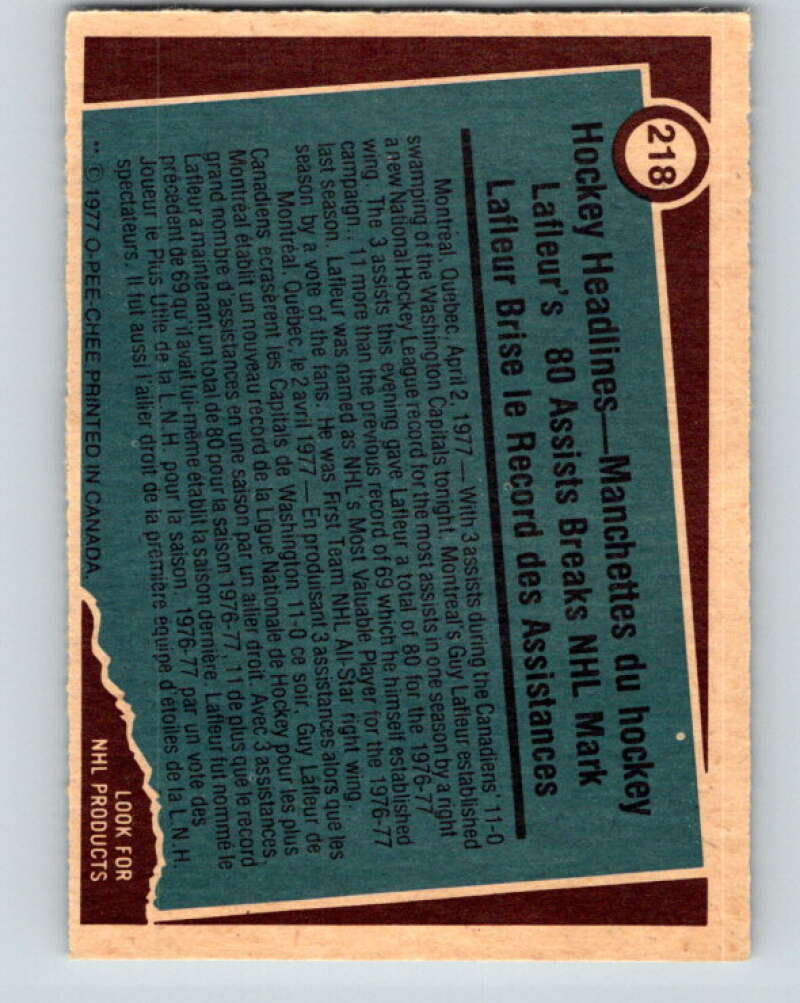 218
Hockey Headlines—Manchettes du hockey
Lafleur's 80 Assists Breaks NHL Mark
Lafleur Brise le Record des Assistances
Montréal, Quebec, April 2, 1977 — With 3 assists during the Canadiens' 11-0
swamping of the Washington Capitals tonight, Montreal's Guy Lafleur established
a new National Hockey League record for the most assists in one season by a right
wing. The 3 assists this evening gave Lafleur a total of 80 for the 1976-77
campaign, 11 more than the previous record of 69 which he himself established
last season. Lafleur was named as NHL's Most Valuable Player for the 1976-77
season by a vote of the fans. He was First Team NHL All-Star right wing.
Montréal, Québec, le 2 avril 1977 — En produisant 3 assistances alors que les
Canadiens ecrasèrent les Capitals de Washington 11-0 ce soir, Guy Lafleur de
Montréal établit un nouveau record de la Ligue Nationale de Hockey pour les plus
grand nombre d'assistances en une saison par un ailier droit. Avec 3 assistances,
Lafleur a maintenant un total de 80 pour la saison 1976-77, 11 de plus que le record
précédent de 69 qu'il avait lui-même établit la saison dernière. Lafleur fut nommé le
Joueur le Plus Utile de la L.N.H. pour la saison 1976-77 par un vote des
spectateurs. Il fut aussi l'ailier droit de la première equipe d'étoiles de la L.N.H.
** © 1977 O-PEE-CHEE PRINTED IN CANADA
LOOK FOR
NHL PRODUCTS